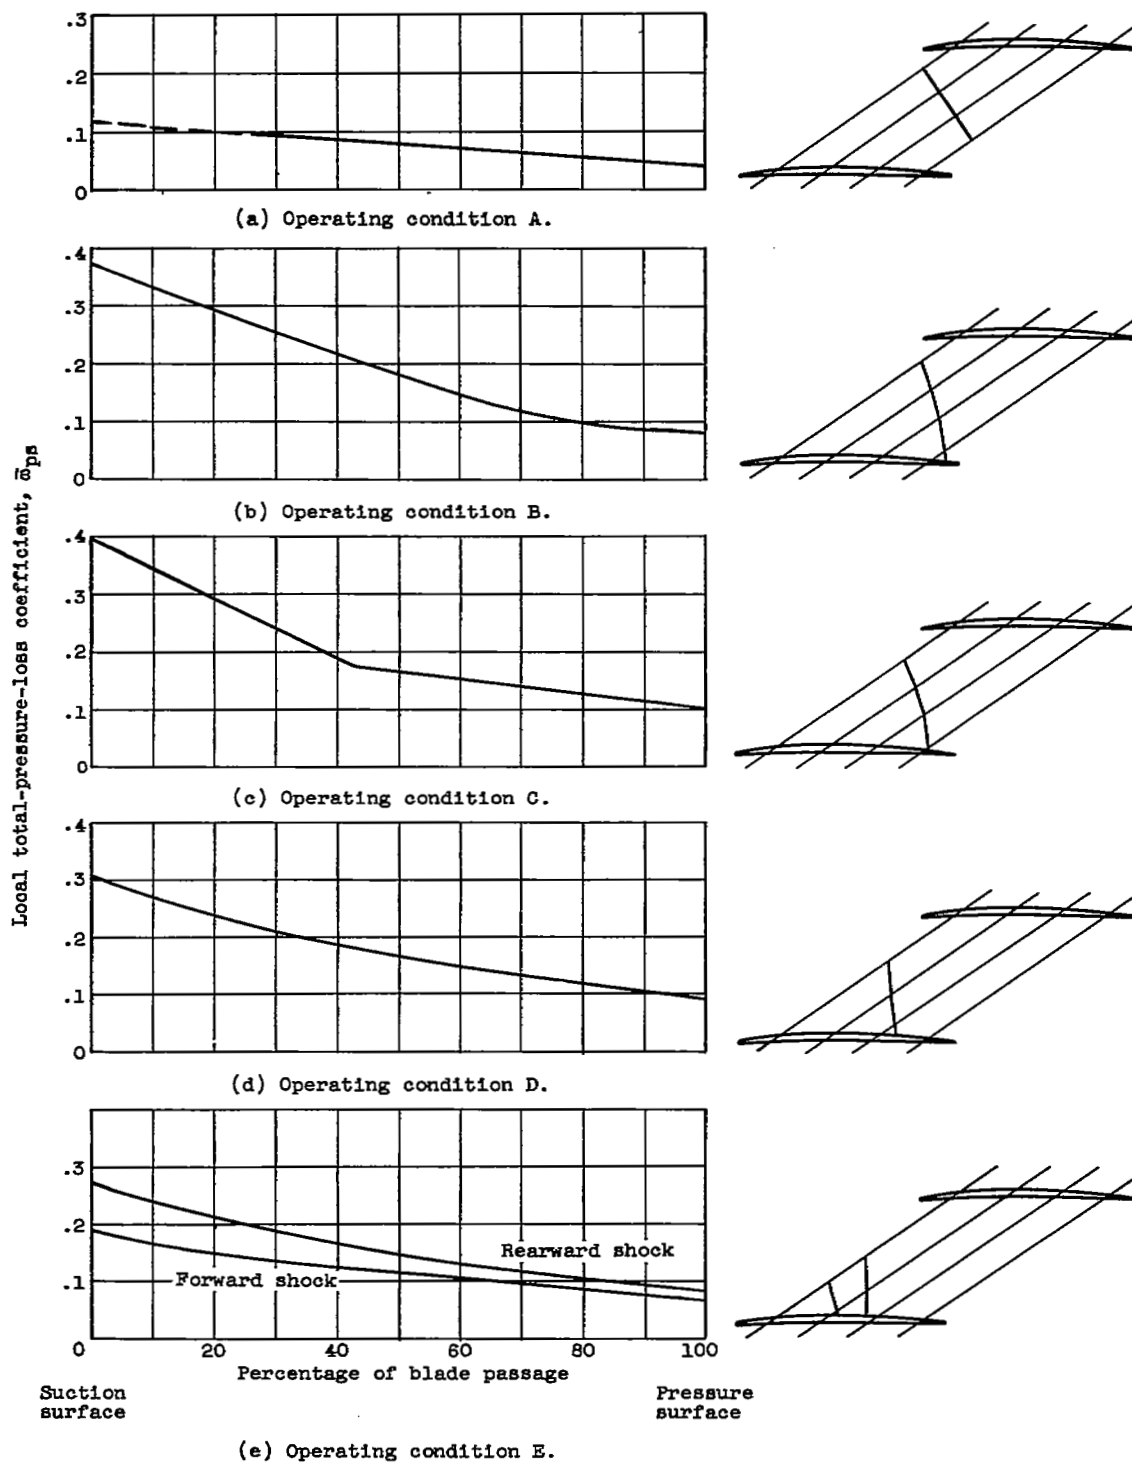 Local total-pressure-loss coefficient, ω̄ps
.3
.2
.1
0
(a) Operating condition A.
.4
.3
.2
.1
0
(b) Operating condition B.
.4
.3
.2
.1
0
(c) Operating condition C.
.4
.3
.2
.1
0
(d) Operating condition D.
.3
.2
.1
Rearward shock
Forward shock
0 20 40 60 80 100
Percentage of blade passage
Suction
surface
Pressure
surface
(e) Operating condition E.